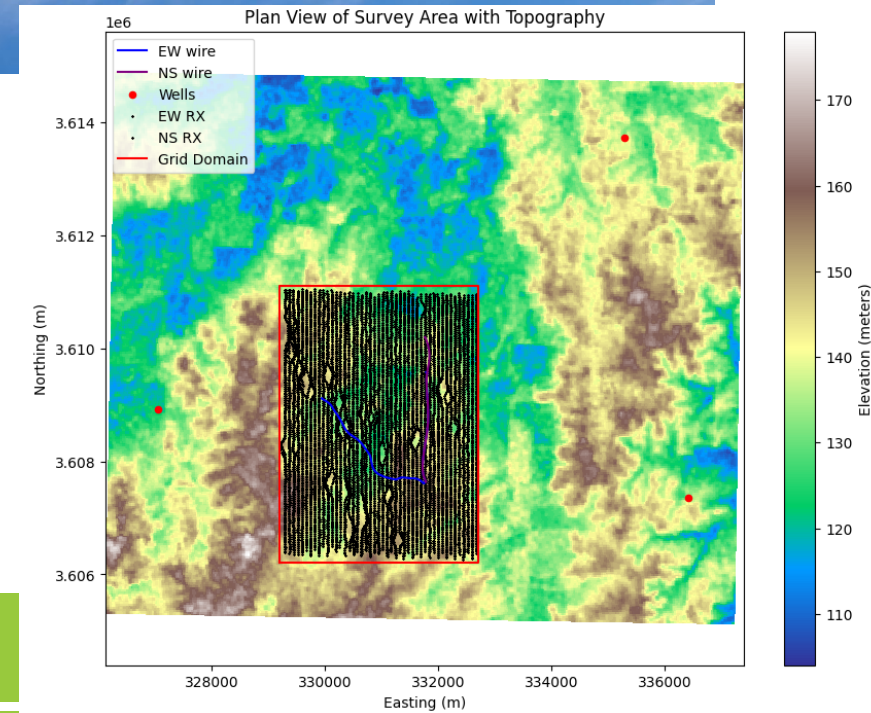 Plan View of Survey Area with Topography
1e6
EW wire
NS wire
Wells
EW RX
NS RX
Grid Domain
3.614
3.612
3.610
3.608
3.606
Northing (m)
328000
330000
332000
334000
336000
Easting (m)
170
160
150
140
130
120
110
Elevation (meters)